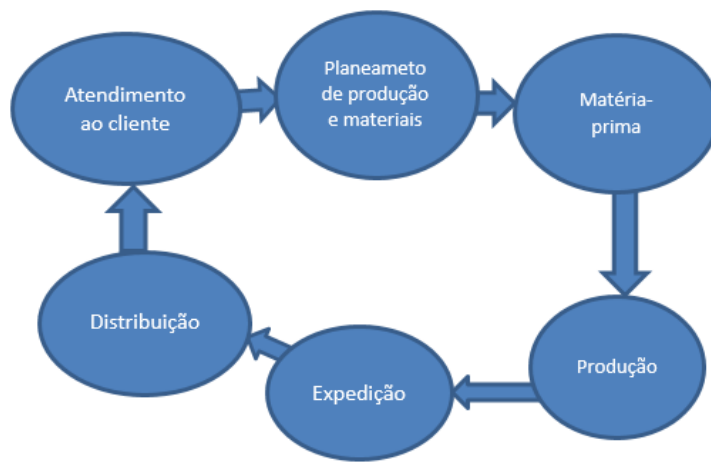 Atendimento
ao cliente
Planeameto
de produção
e materiais
Matéria-
prima
Produção
Expedição
Distribuição